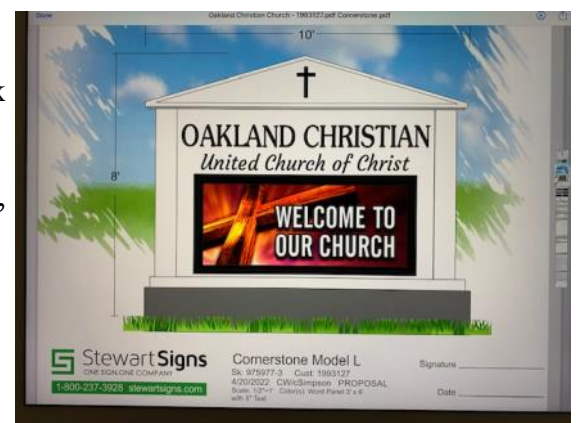 Done
Oakland Christian Church - 1993127.pdf Cornerstone.pdf
10'
8'
OAKLAND CHRISTIAN
United Church of Christ
WELCOME TO
OUR CHURCH
StewartSigns
ONE SIGN.ONE COMPANY
1-800-237-3928 stewartsigns.com
Cornerstone Model L
Sk: 975977-3 Cust: 1993127
4/20/2022 CW/cSimpson PROPOSAL
Scale: 1/2"=1' Color(s): Word Panel 3' x 6'
with 5" Text
Signature
Date